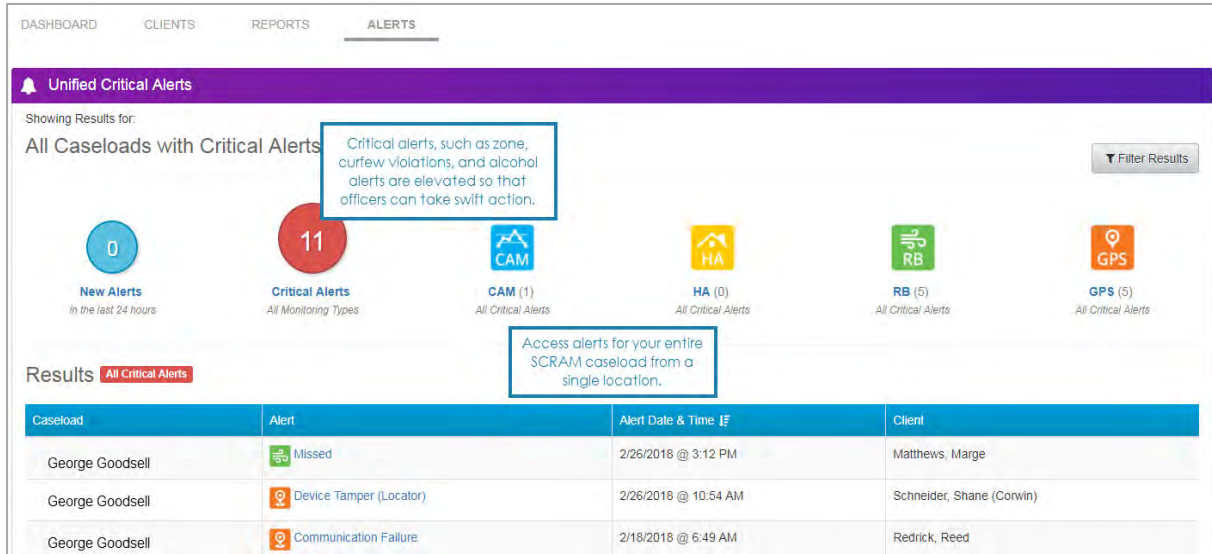 DASHBOARD CLIENTS REPORTS ALERTS
Unified Critical Alerts
Showing Results for:
All Caseloads with Critical Alerts
Critical alerts, such as zone,
curfew violations, and alcohol
alerts are elevated so that
officers can take swift action.
Filter Results
0
New Alerts
in the last 24 hours
11
Critical Alerts
All Monitoring Types
CAM
CAM (1)
All Critical Alerts
HA
HA (0)
All Critical Alerts
RB
RB (5)
All Critical Alerts
GPS
GPS (5)
All Critical Alerts
Access alerts for your entire
SCRAM caseload from a
single location.
Results All Critical Alerts
Caseload Alert Alert Date & Time Client
George Goodsell Missed 2/26/2018 @ 3:12 PM Matthews, Marge
George Goodsell Device Tamper (Locator) 2/26/2018 @ 10:54 AM Schneider, Shane (Corwin)
George Goodsell Communication Failure 2/18/2018 @ 6:49 AM Redrick, Reed